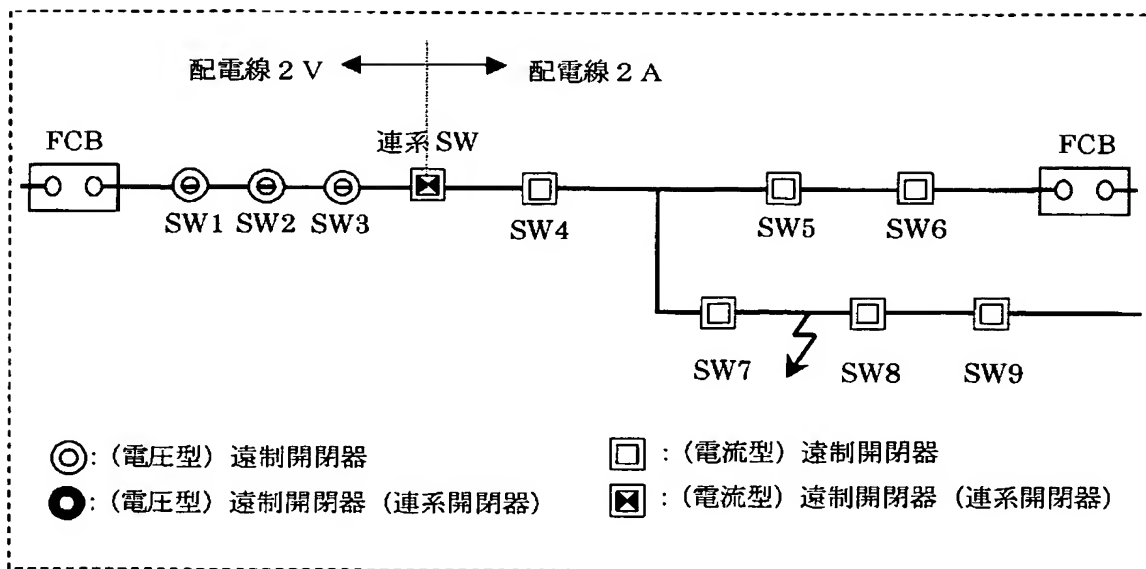 配電線2V
配電線2A
FCB
連系SW
FCB
SW1
SW2
SW3
SW4
SW5
SW6
SW7
SW8
SW9
:(電圧型)遠制開閉器
:(電流型)遠制開閉器
:(電圧型)遠制開閉器(連系開閉器)
:(電流型)遠制開閉器(連系開閉器)